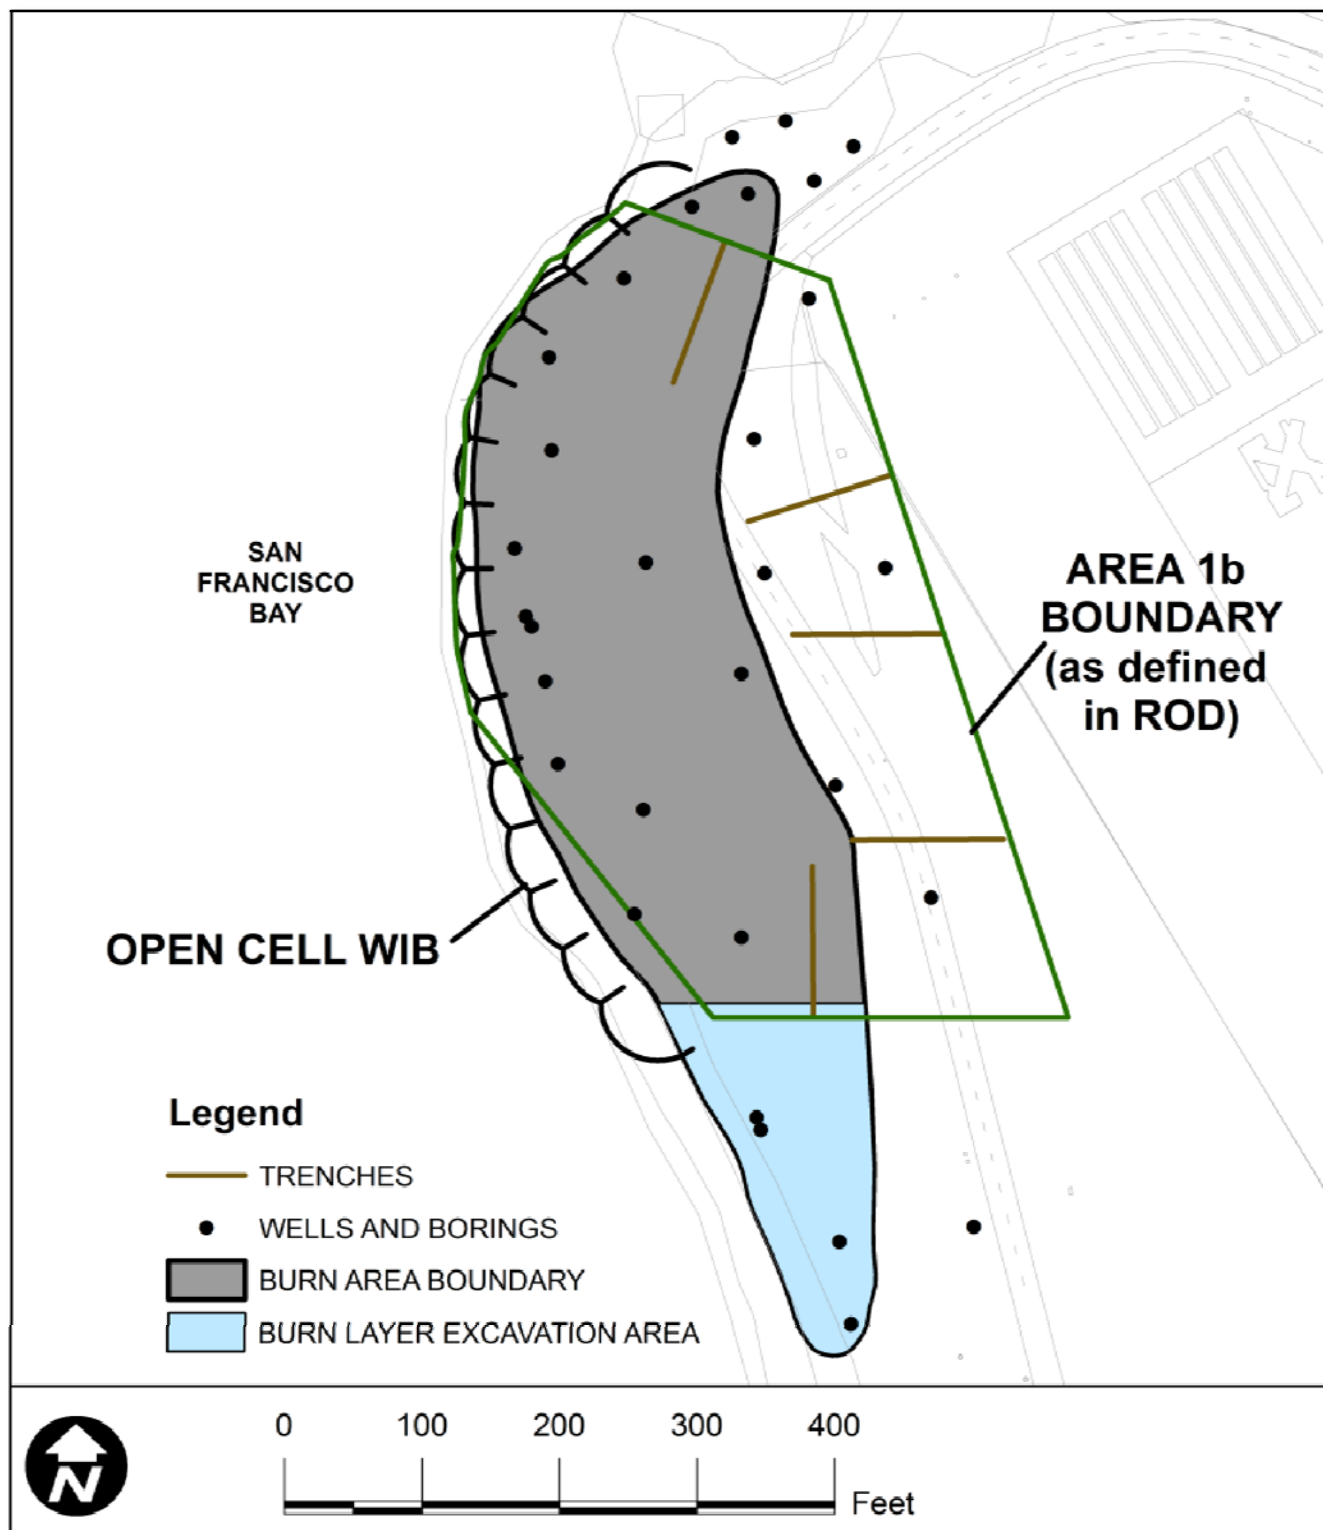 SAN
FRANCISCO
BAY
AREA 1b
BOUNDARY
(as defined
in ROD)
OPEN CELL WIB
Legend
TRENCHES
WELLS AND BORINGS
BURN AREA BOUNDARY
BURN LAYER EXCAVATION AREA
N
0 100 200 300 400
Feet